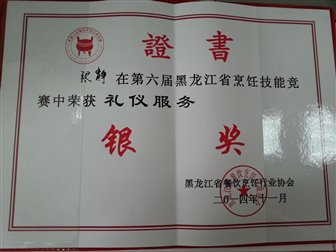 證書
张静 在第六届黑龙江省烹饪技能竞
赛中荣获 礼仪服务
银奖
黑龙江省餐饮烹饪行业协会
二〇一四年十一月